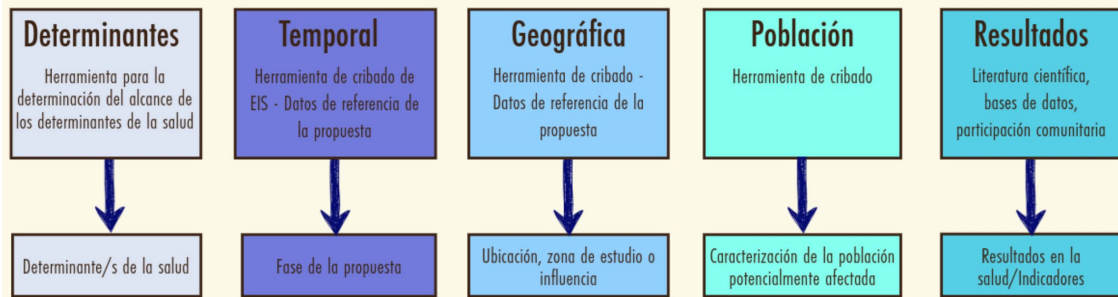 Determinantes
Herramienta para la
determinación del alcance de
los determinantes de la salud
Temporal
Herramienta de cribado de
EIS - Datos de referencia de
la propuesta
Geográfica
Herramienta de cribado -
Datos de referencia de la
propuesta
Población
Herramienta de cribado
Resultados
Literatura científica,
bases de datos,
participación comunitaria
Determinante/s de la salud
Fase de la propuesta
Ubicación, zona de estudio o
influencia
Caracterización de la población
potencialmente afectada
Resultados en la
salud/Indicadores